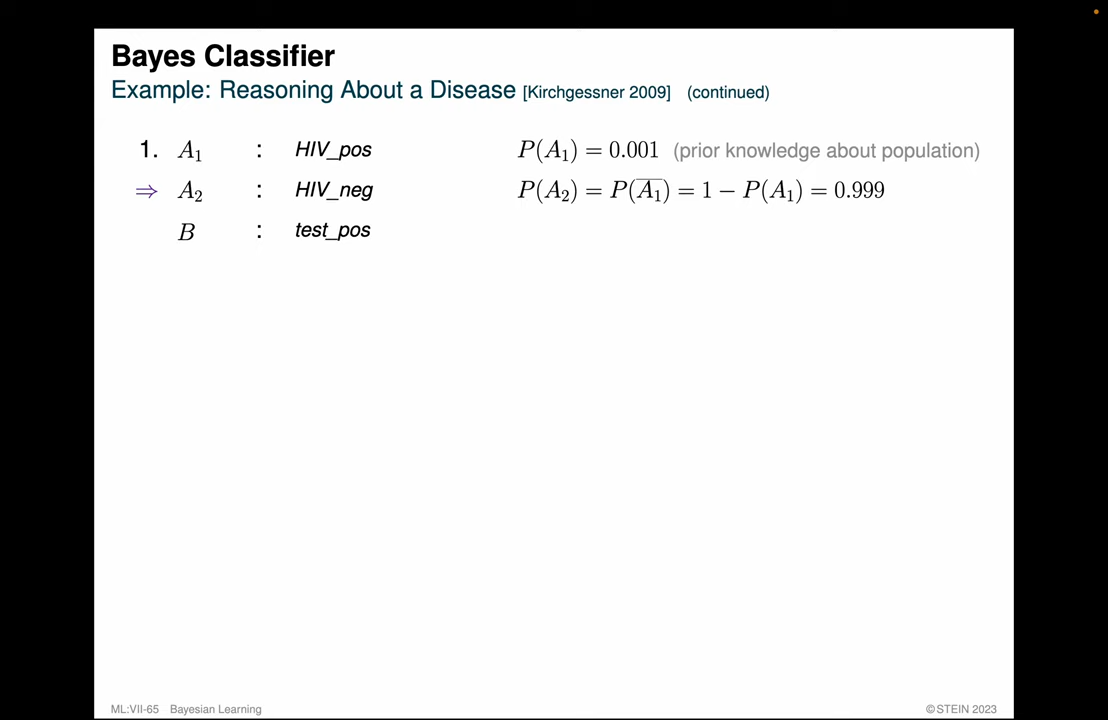 Bayes Classifier
Example: Reasoning About a Disease [Kirchgessner 2009] (continued)
1. A₁ : HIV_pos P(A₁) = 0.001 (prior knowledge about population)
⇒ A₂ : HIV_neg P(A₂) = P(A̅₁) = 1 − P(A₁) = 0.999
B : test_pos
ML:VII-65 Bayesian Learning © STEIN 2023